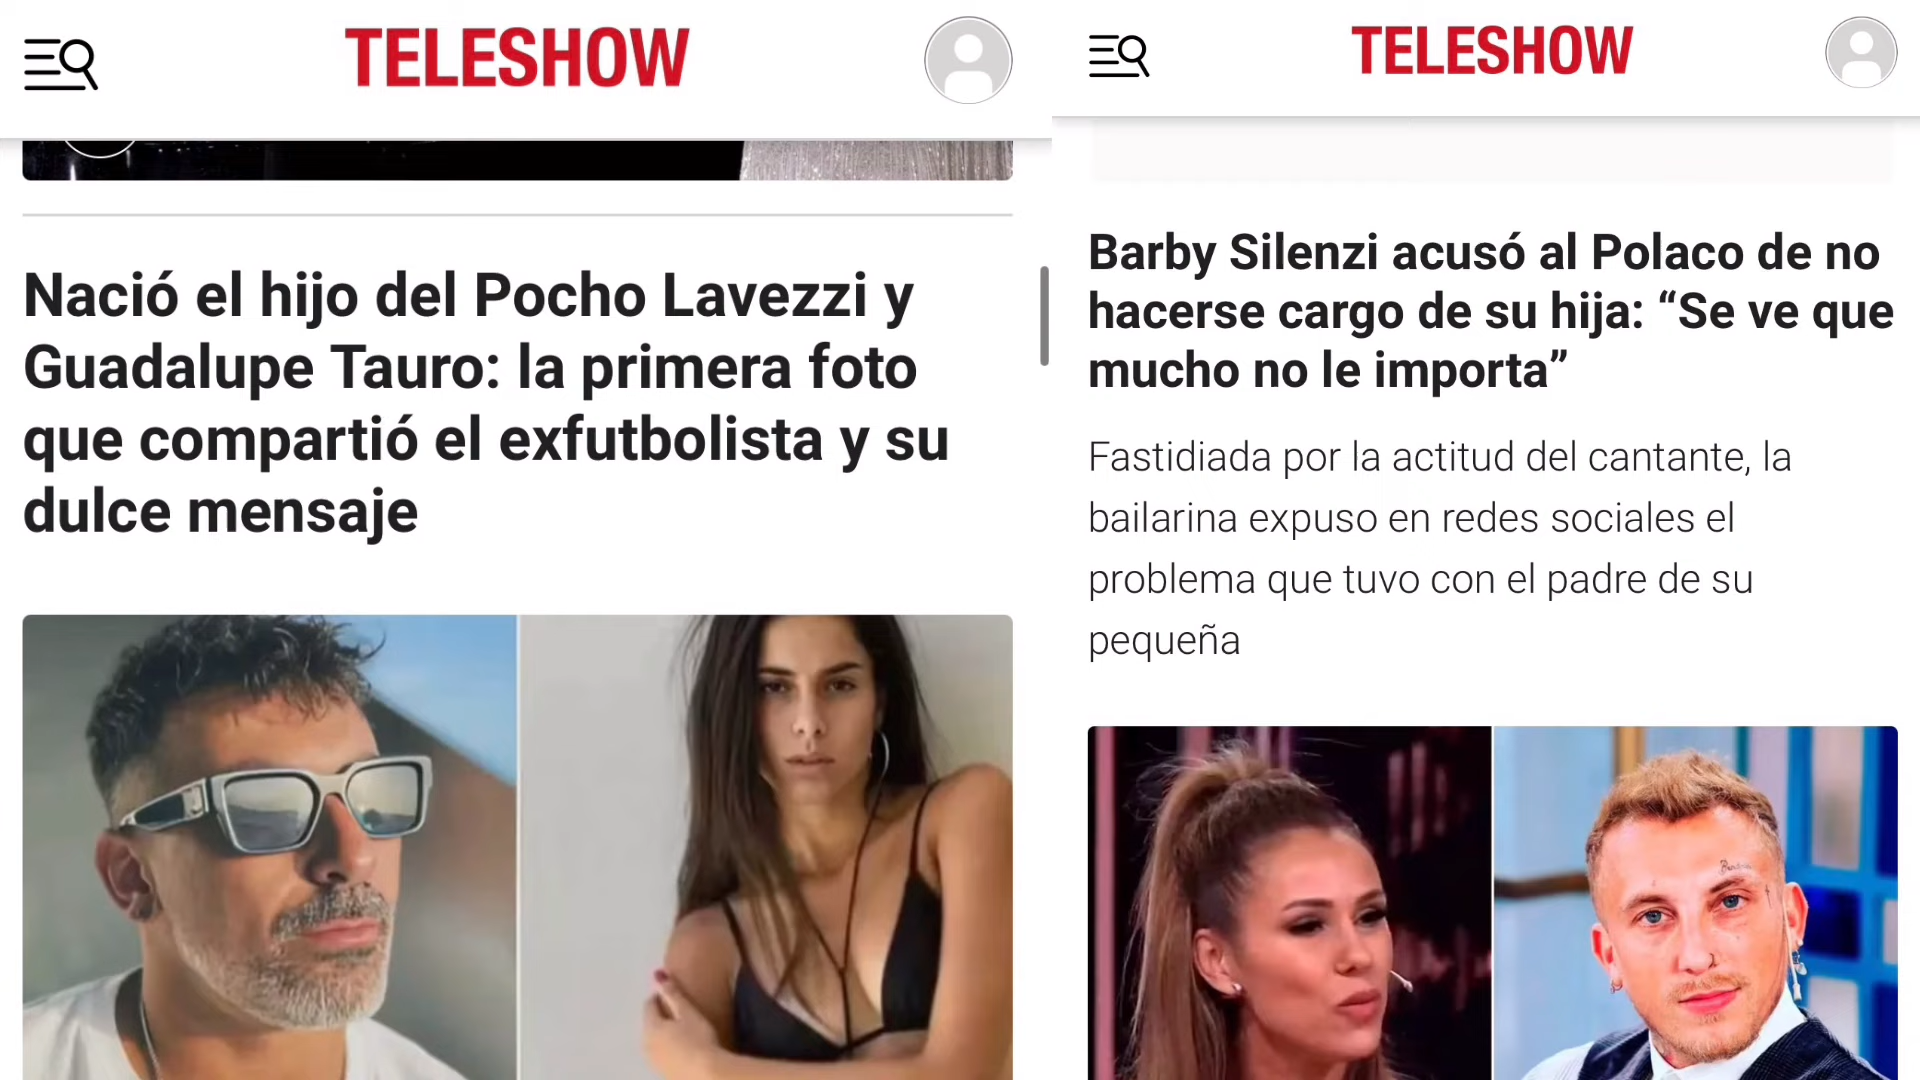 TELESHOW
Nació el hijo del Pocho Lavezzi y
Guadalupe Tauro: la primera foto
que compartió el exfutbolista y su
dulce mensaje
TELESHOW
Barby Silenzi acusó al Polaco de no
hacerse cargo de su hija: “Se ve que
mucho no le importa”
Fastidiada por la actitud del cantante, la
bailarina expuso en redes sociales el
problema que tuvo con el padre de su
pequeña